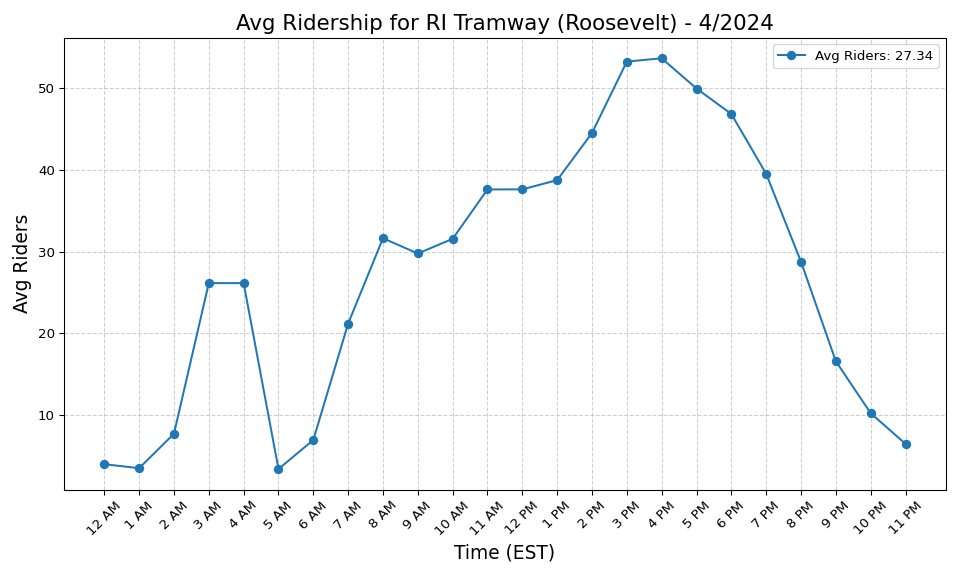 Avg Ridership for RI Tramway (Roosevelt) - 4/2024
Avg Riders: 27.34
Avg Riders
50
40
30
20
10
12 AM
1 AM
2 AM
3 AM
4 AM
5 AM
6 AM
7 AM
8 AM
9 AM
10 AM
11 AM
12 PM
1 PM
2 PM
3 PM
4 PM
5 PM
6 PM
7 PM
8 PM
9 PM
10 PM
11 PM
Time (EST)